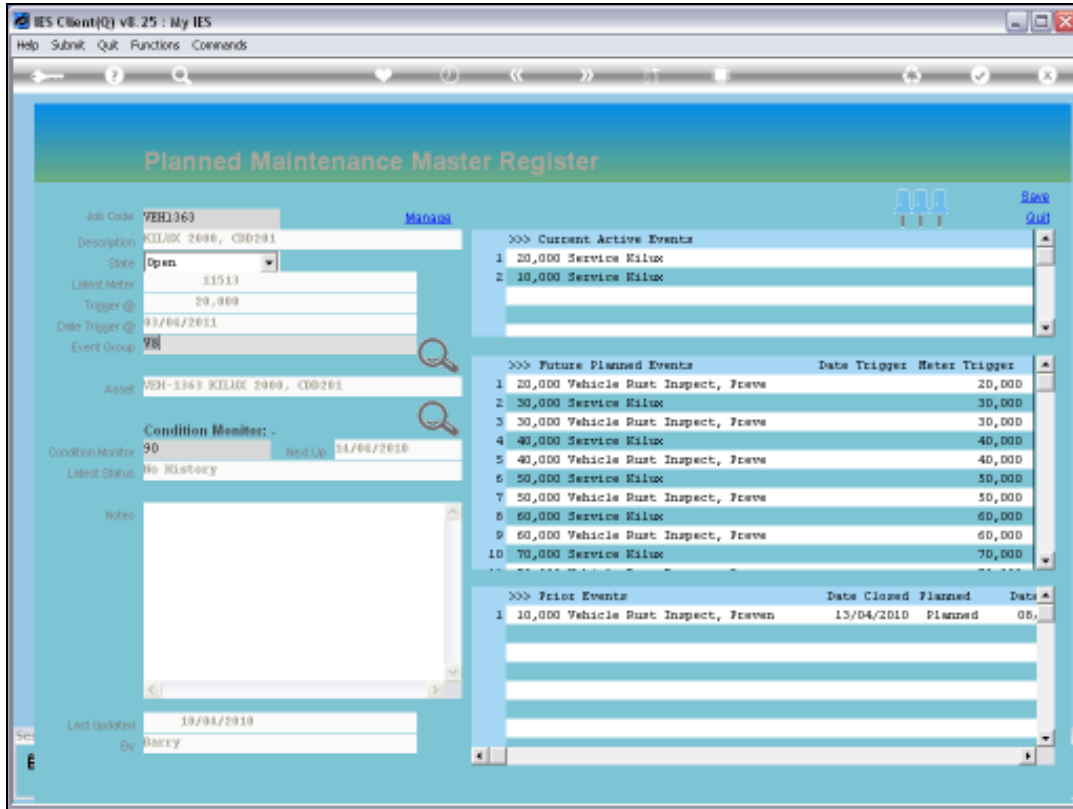 IES Client(Q) v8.25 : My IES
Help Submit Quit Functions Commands
Planned Maintenance Master Register
Save
Quit
Job Code VEH1363 Manage
Description KILUX 2000, CDD201
State Open
Latest Meter 11513
Trigger @ 20,000
Date Trigger @ 03/04/2011
Event Group V8
Asset VEH-1363 KILUX 2000, CDD201
Condition Monitor: -
Condition Monitor 90 Next Up 14/04/2010
Latest Status No History
Notes
Last Updated 10/04/2010
By Barry
>>> Current Active Events
1 20,000 Service Kilux
2 10,000 Service Kilux
>>> Future Planned Events Date Trigger Meter Trigger
1 20,000 Vehicle Rust Inspect, Preve 20,000
2 30,000 Service Kilux 30,000
3 30,000 Vehicle Rust Inspect, Preve 30,000
4 40,000 Service Kilux 40,000
5 40,000 Vehicle Rust Inspect, Preve 40,000
6 50,000 Service Kilux 50,000
7 50,000 Vehicle Rust Inspect, Preve 50,000
8 60,000 Service Kilux 60,000
9 60,000 Vehicle Rust Inspect, Preve 60,000
10 70,000 Service Kilux 70,000
>>> Prior Events Date Closed Planned Date
1 10,000 Vehicle Rust Inspect, Preven 13/04/2010 Planned 08,